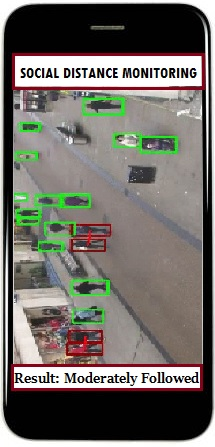 SOCIAL DISTANCE MONITORING
Result: Moderately Followed